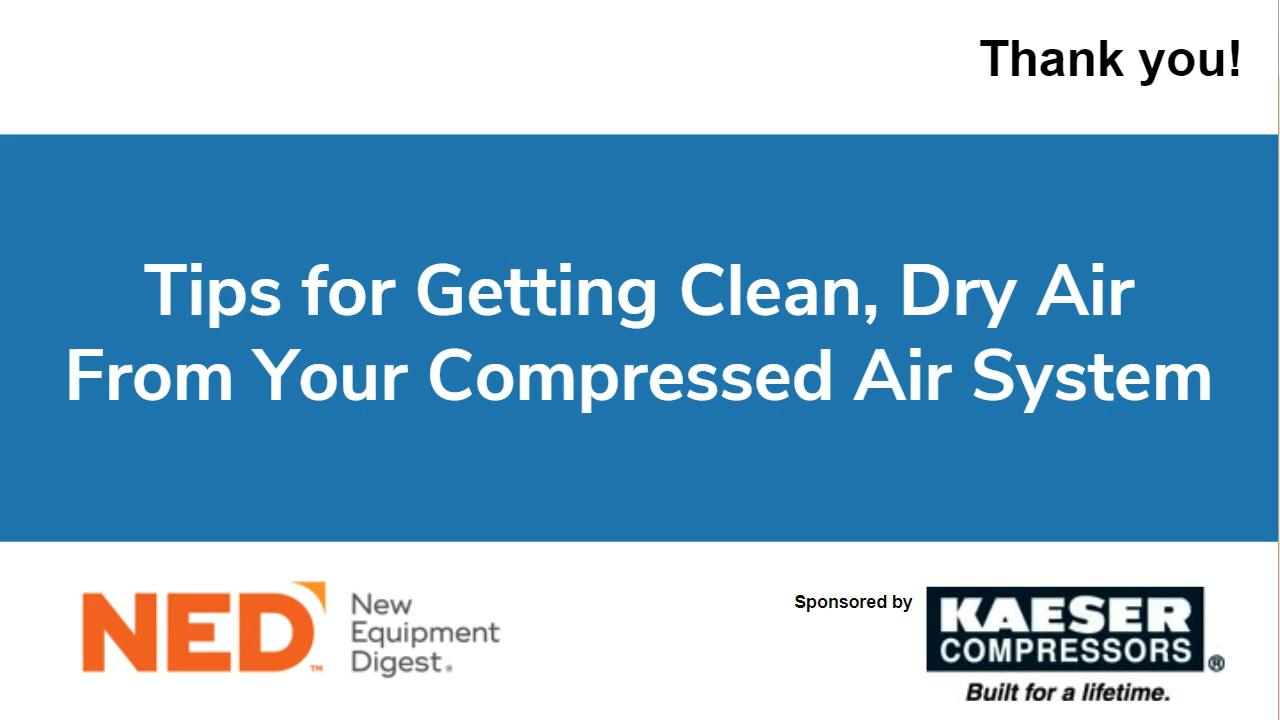 Thank you!
Tips for Getting Clean, Dry Air
From Your Compressed Air System
NED™
New
Equipment
Digest®
Sponsored by
KAESER
COMPRESSORS®
Built for a lifetime.